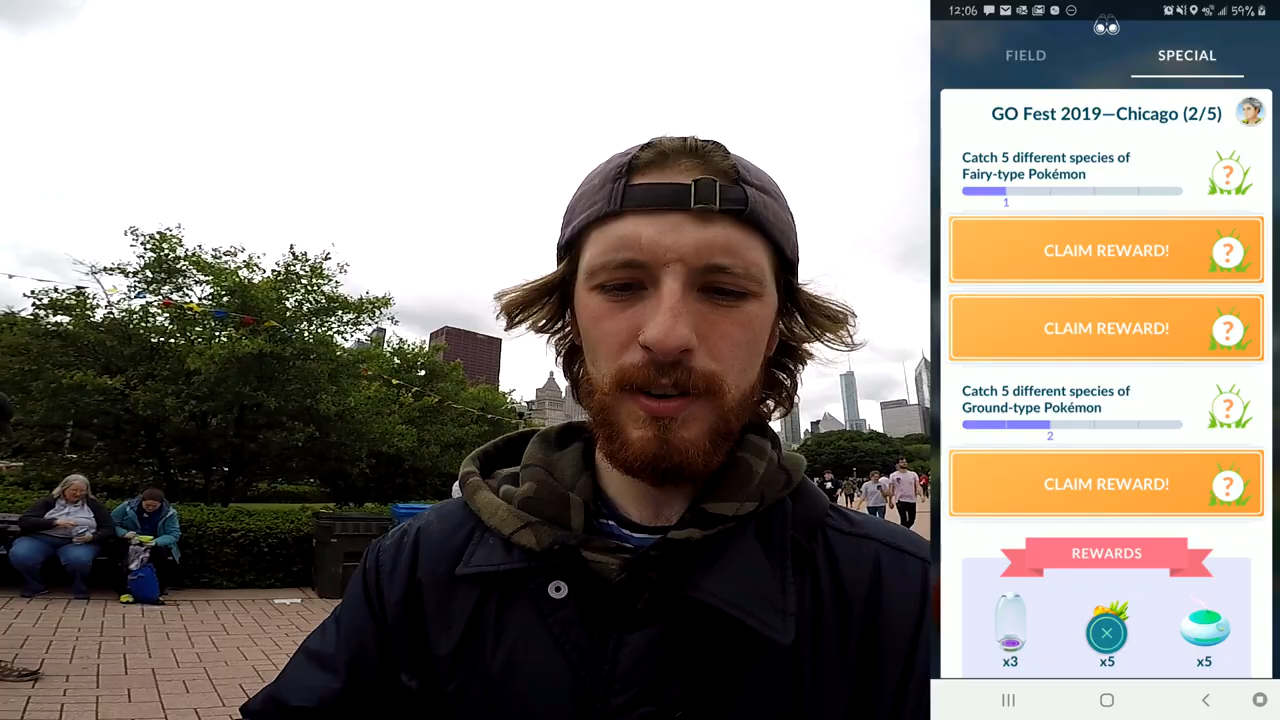 12:06
59%
FIELD
SPECIAL
GO Fest 2019—Chicago (2/5)
Catch 5 different species of
Fairy-type Pokémon
?
1
CLAIM REWARD!
?
CLAIM REWARD!
?
Catch 5 different species of
Ground-type Pokémon
?
2
CLAIM REWARD!
?
REWARDS
x3
x5
x5